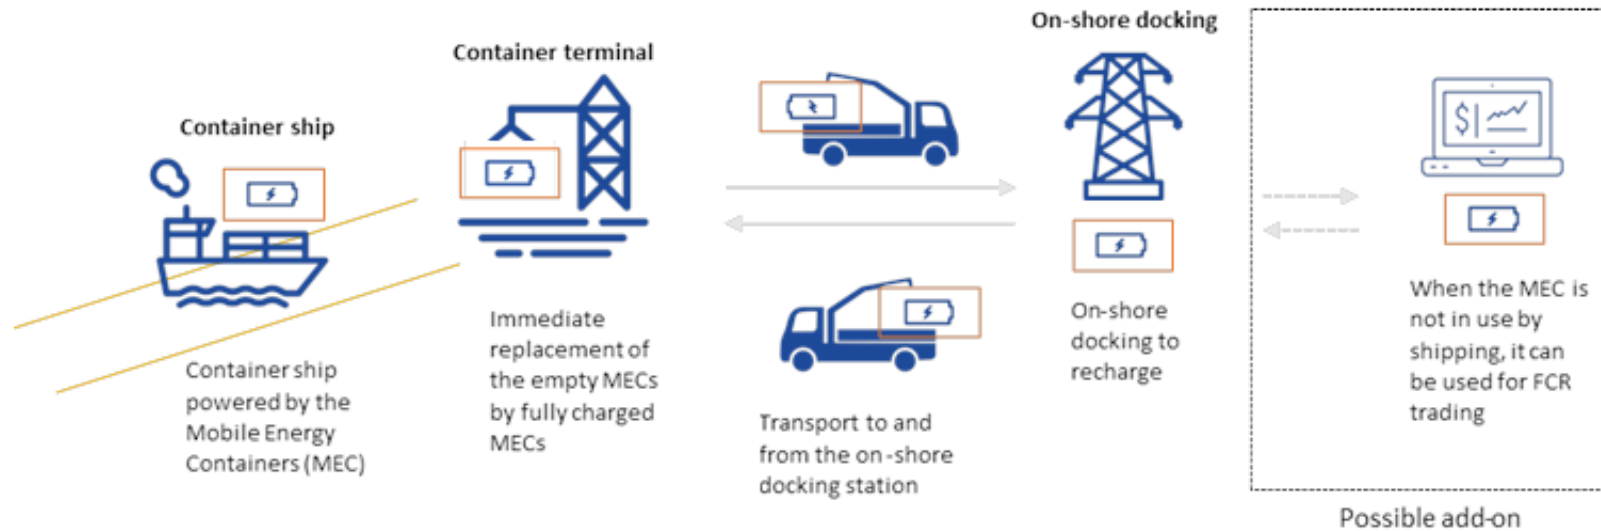 Container ship
Container ship
powered by the
Mobile Energy
Containers (MEC)
Container terminal
Immediate
replacement of
the empty MECs
by fully charged
MECs
Transport to and
from the on-shore
docking station
On-shore docking
On-shore
docking to
recharge
$
When the MEC is
not in use by
shipping, it can
be used for FCR
trading
Possible add-on